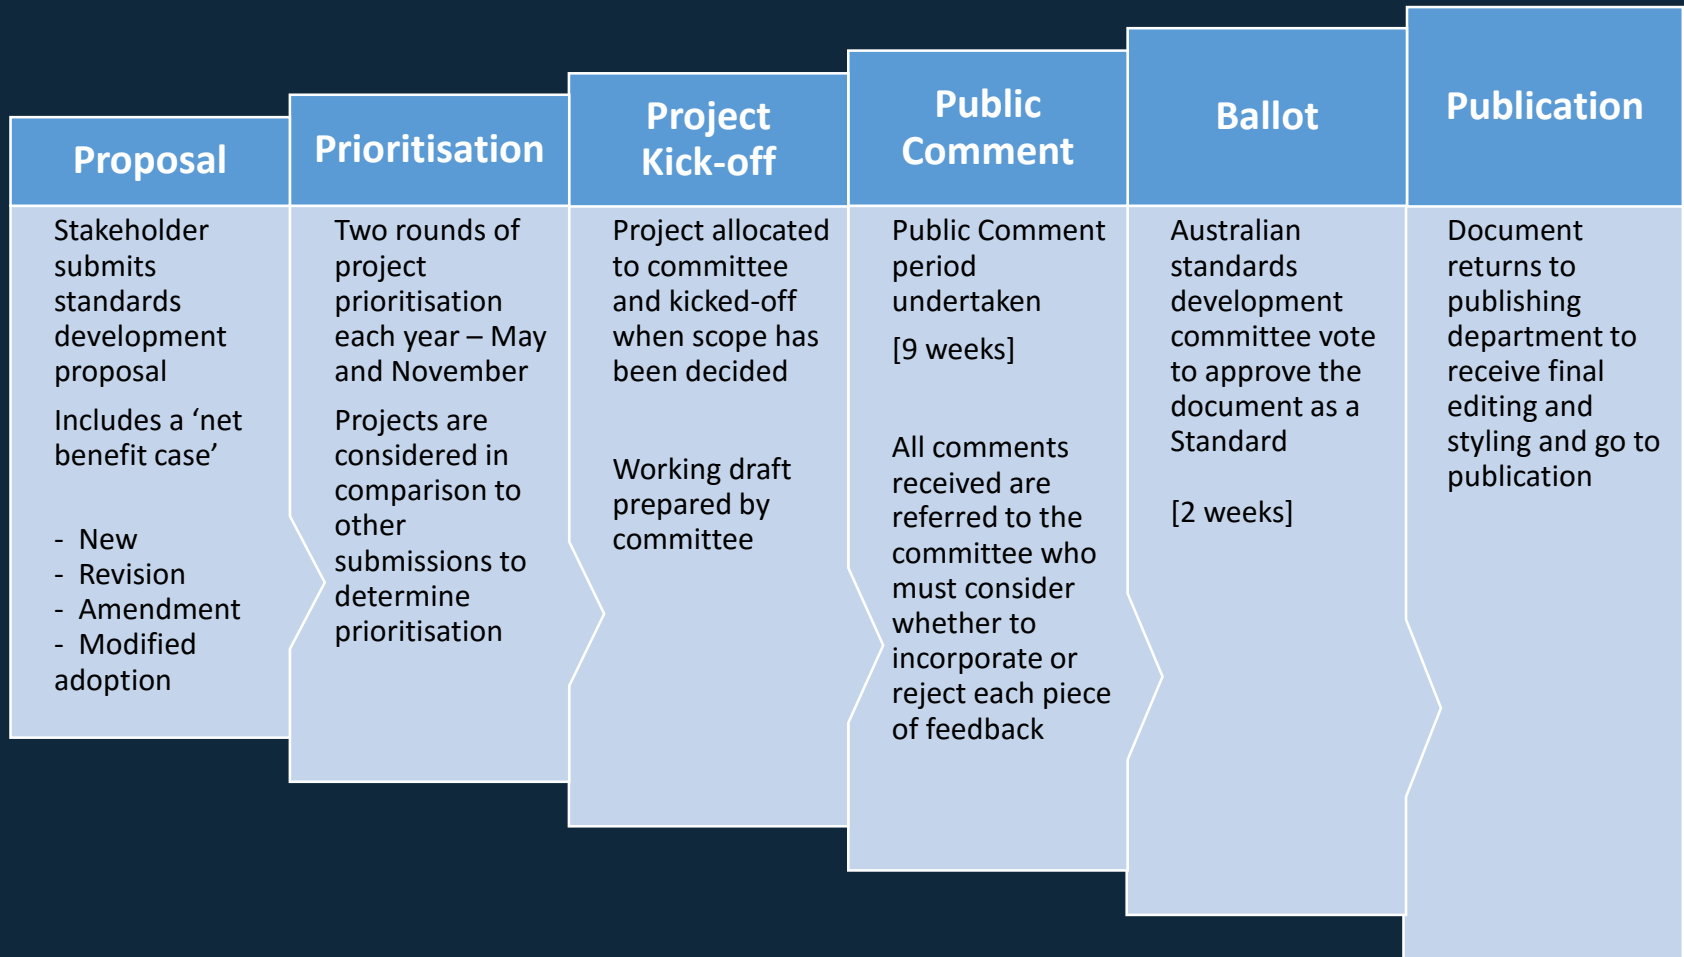 Proposal
Stakeholder
submits
standards
development
proposal
Includes a ‘net
benefit case’
- New
- Revision
- Amendment
- Modified
adoption
Prioritisation
Two rounds of
project
prioritisation
each year – May
and November
Projects are
considered in
comparison to
other
submissions to
determine
prioritisation
Project
Kick-off
Project allocated
to committee
and kicked-off
when scope has
been decided
Working draft
prepared by
committee
Public
Comment
Public Comment
period
undertaken
[9 weeks]
All comments
received are
referred to the
committee who
must consider
whether to
incorporate or
reject each piece
of feedback
Ballot
Australian
standards
development
committee vote
to approve the
document as a
Standard
[2 weeks]
Publication
Document
returns to
publishing
department to
receive final
editing and
styling and go to
publication